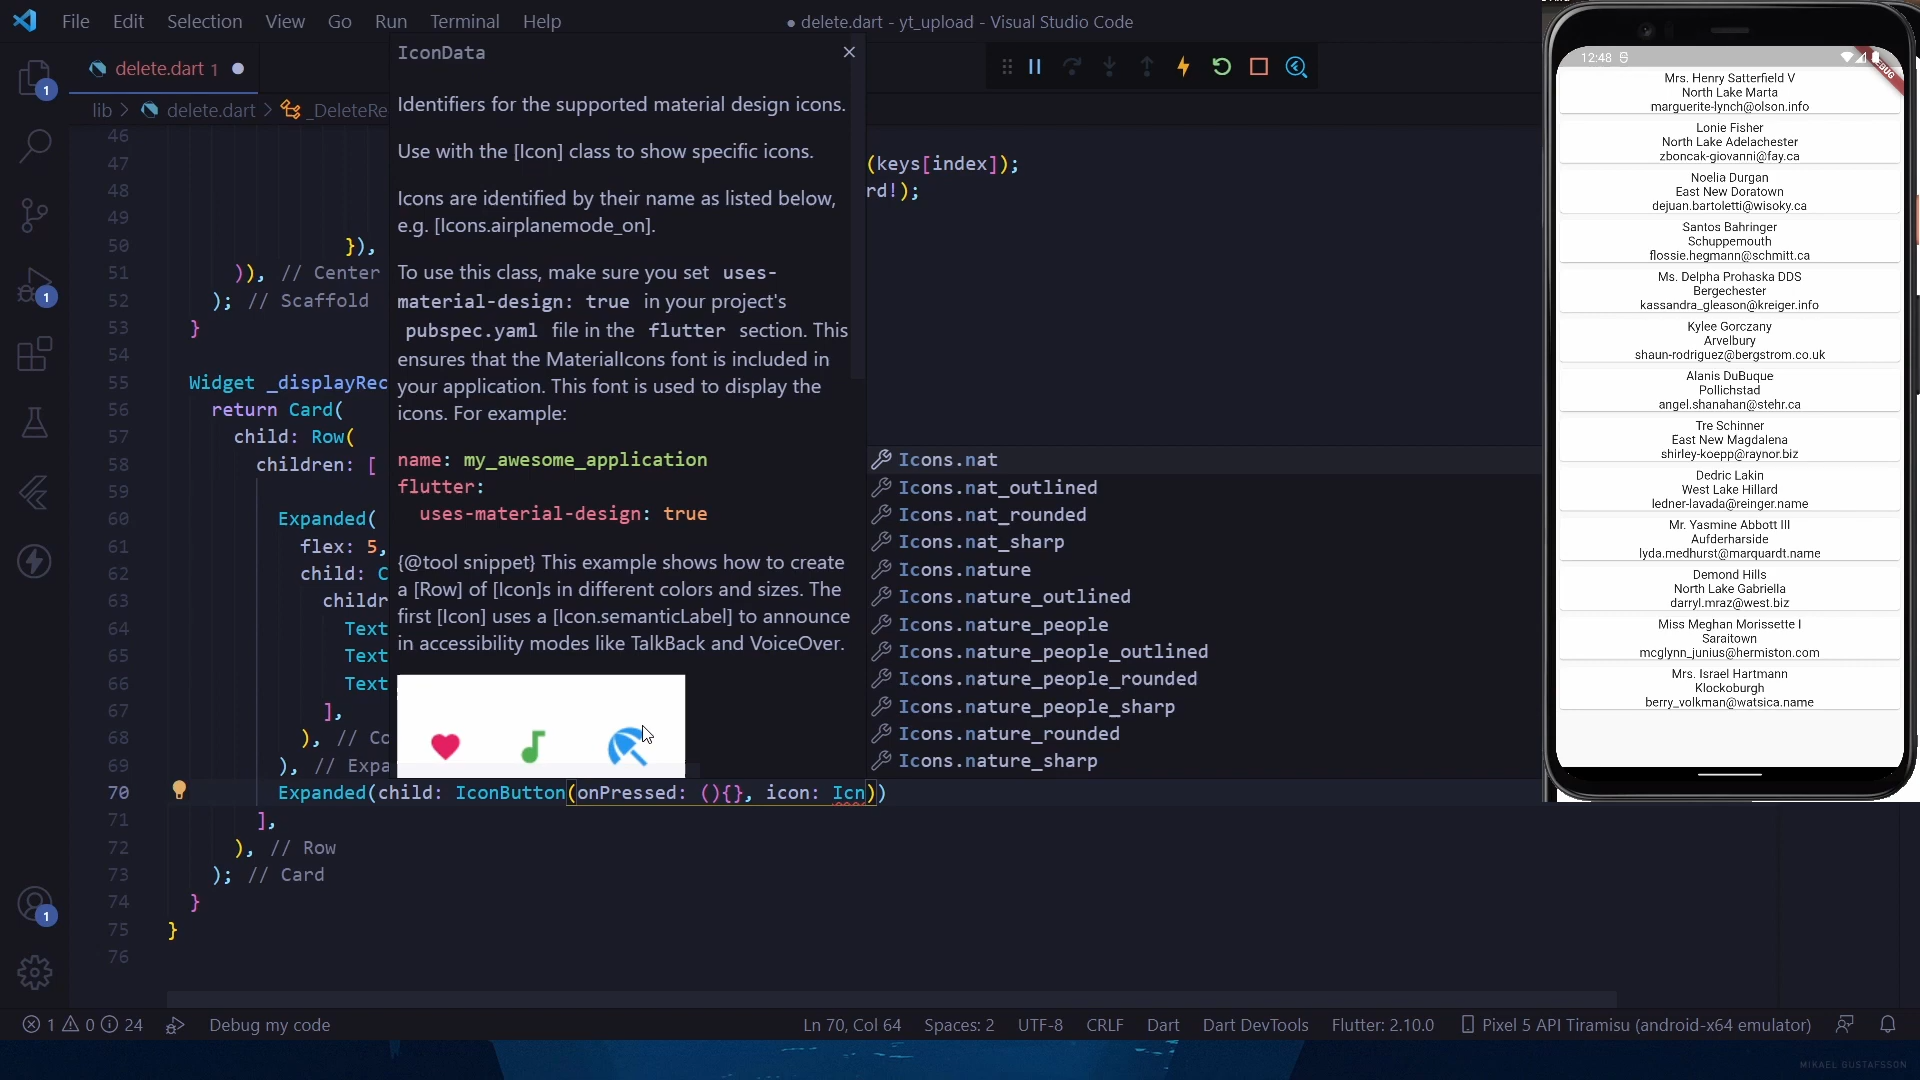 File Edit Selection View Go Run Terminal Help
● delete.dart - yt_upload - Visual Studio Code
delete.dart 1
lib > delete.dart > _DeleteRe
IconData
Identifiers for the supported material design icons.
Use with the [Icon] class to show specific icons.
Icons are identified by their name as listed below,
e.g. [Icons.airplanemode_on].
To use this class, make sure you set uses-
material-design: true in your project's
pubspec.yaml file in the flutter section. This
ensures that the MaterialIcons font is included in
your application. This font is used to display the
icons. For example:
name: my_awesome_application
flutter:
uses-material-design: true
{@tool snippet} This example shows how to create
a [Row] of [Icon]s in different colors and sizes. The
first [Icon] uses a [Icon.semanticLabel] to announce
in accessibility modes like TalkBack and VoiceOver.
46
47 (keys[index]);
48 rd!);
49
50 }),
51 )), // Center
52 ); // Scaffold
53 }
54
55 Widget _displayRec
56 return Card(
57 child: Row(
58 children: [
59
60 Expanded(
61 flex: 5,
62 child: C
63 childr
64 Text
65 Text
66 Text
67 ],
68 ), // Co
69 ), // Expa
70 Expanded(child: IconButton(onPressed: (){}, icon: Icn))
71 ],
72 ), // Row
73 ); // Card
74 }
75 }
76
Icons.nat
Icons.nat_outlined
Icons.nat_rounded
Icons.nat_sharp
Icons.nature
Icons.nature_outlined
Icons.nature_people
Icons.nature_people_outlined
Icons.nature_people_rounded
Icons.nature_people_sharp
Icons.nature_rounded
Icons.nature_sharp
1
1
1
12:48
Mrs. Henry Satterfield V
North Lake Marta
marguerite-lynch@olson.info
Lonie Fisher
North Lake Adelachester
zboncak-giovanni@fay.ca
Noelia Durgan
East New Doratown
dejuan.bartoletti@wisoky.ca
Santos Bahringer
Schuppemouth
flossie.hegmann@schmitt.ca
Ms. Delpha Prohaska DDS
Bergechester
kassandra_gleason@kreiger.info
Kylee Gorczany
Arvelbury
shaun-rodriguez@bergstrom.co.uk
Alanis DuBuque
Pollichstad
angel.shanahan@stehr.ca
Tre Schinner
East New Magdalena
shirley-koepp@raynor.biz
Dedric Lakin
West Lake Hillard
ledner-lavada@reinger.name
Mr. Yasmine Abbott III
Aufderharside
lyda.medhurst@marquardt.name
Demond Hills
North Lake Gabriella
darryl.mraz@west.biz
Miss Meghan Morissette I
Saraitown
mcglynn_junius@hermiston.com
Mrs. Israel Hartmann
Klockoburgh
berry_volkman@watsica.name
1 0 24 Debug my code
Ln 70, Col 64 Spaces: 2 UTF-8 CRLF Dart Dart DevTools Flutter: 2.10.0 Pixel 5 API Tiramisu (android-x64 emulator)
MIKAEL GUSTAFSSON